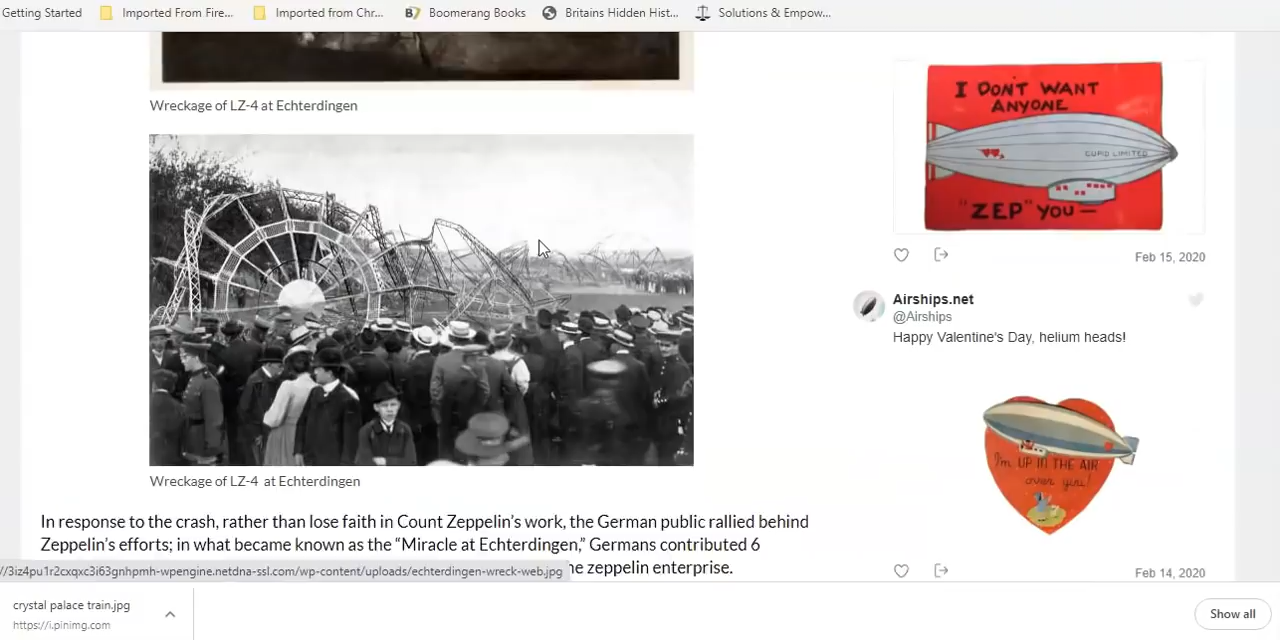 Getting Started
Imported From Fire...
Imported from Chr...
Boomerang Books
Britains Hidden Hist...
Solutions & Empow...
Wreckage of LZ-4 at Echterdingen
Wreckage of LZ-4 at Echterdingen
In response to the crash, rather than lose faith in Count Zeppelin's work, the German public rallied behind
Zeppelin's efforts; in what became known as the “Miracle at Echterdingen,” Germans contributed 6
he zeppelin enterprise.
//3iz4pu1r2cxqxc3i63gnhpmh-wpengine.netdna-ssl.com/wp-content/uploads/echterdingen-wreck-web.jpg
I DON'T WANT
ANYONE
CUPID LIMITED
"ZEP" YOU —
Feb 15, 2020
Airships.net
@Airships
Happy Valentine's Day, helium heads!
I'm UP IN THE AIR
over you!
Feb 14, 2020
crystal palace train.jpg
https://i.pinimg.com
Show all